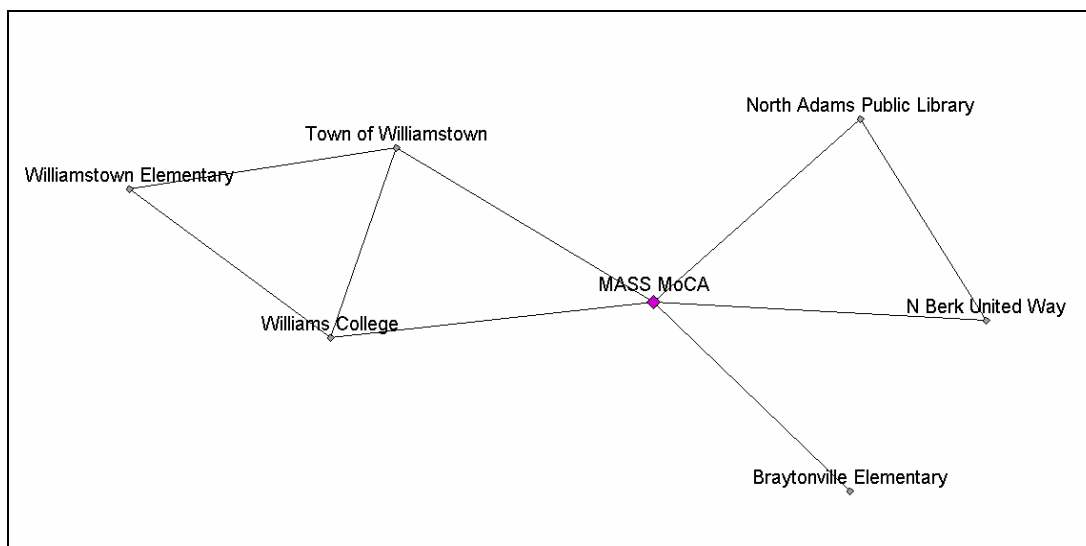 North Adams Public Library
Town of Williamstown
Williamstown Elementary
MASS MoCA
N Berk United Way
Williams College
Braytonville Elementary